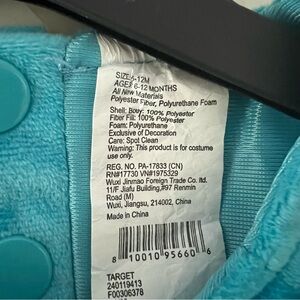 SIZE: 6-12M
AGES 6-12 MONTHS
All New Materials
Polyester Fiber, Polyurethane Foam
Shell: Body: 100% Polyester
Fiber Fill: 100% Polyester
Foam: Polyurethane
Exclusive of Decoration
Care: Spot Clean
Warning: This product is for costume
use only.
REG. NO. PA-17833 (CN)
RN#17730 VN#1975329
Wuxi Jinmao Foreign Trade Co. Ltd
11/F Jiafu Building,#97 Renmin
Road (M)
Wuxi, Jiangsu, 214002, China
Made in China
8 10010 95660 6
TARGET
240119413
F00306378